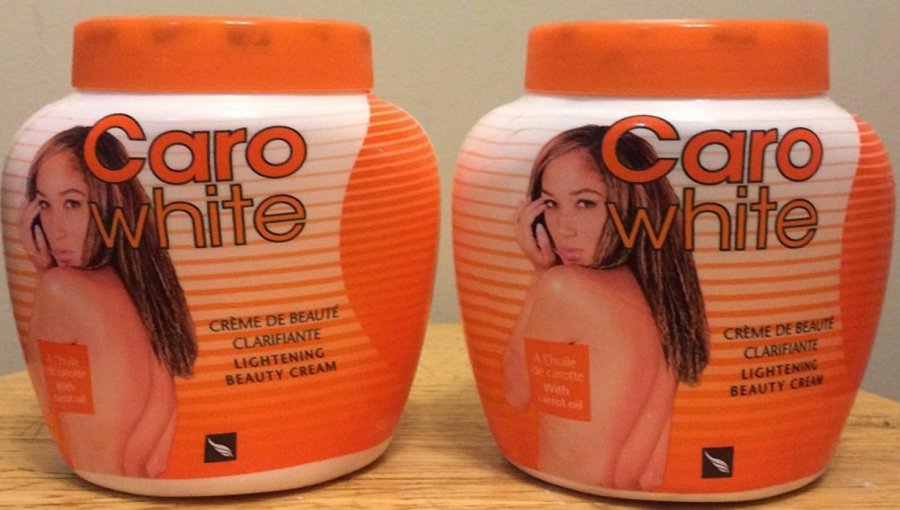 Caro
white
CRÈME DE BEAUTÉ
CLARIFIANTE
LIGHTENING
BEAUTY CREAM
A L'huile
de carotte
With
carrot oil
Caro
white
CRÈME DE BEAUTÉ
CLARIFIANTE
LIGHTENING
BEAUTY CREAM
A L'huile
de carotte
With
carrot oil